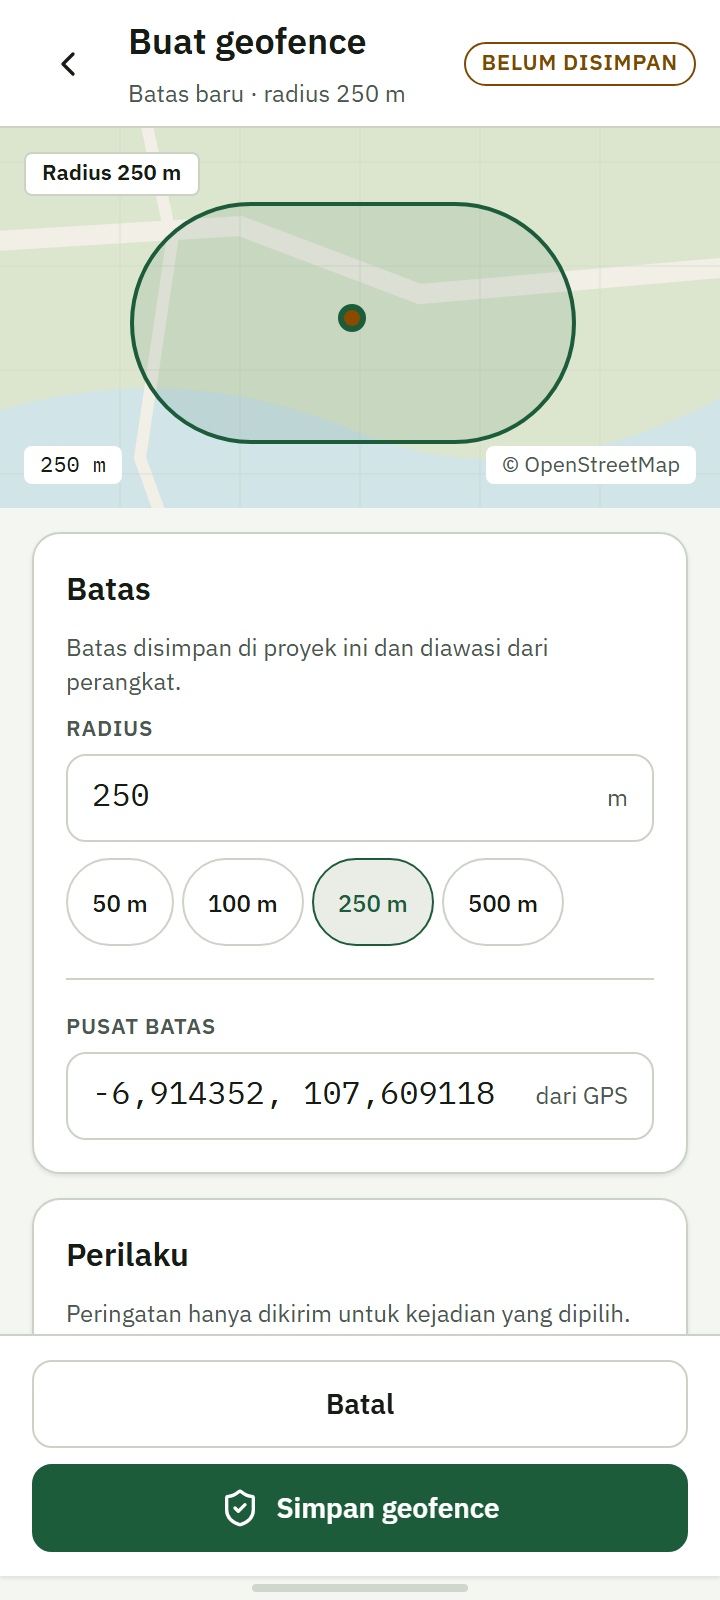 Buat geofence
Batas baru · radius 250 m
BELUM DISIMPAN
Radius 250 m
250 m
© OpenStreetMap
Batas
Batas disimpan di proyek ini dan diawasi dari
perangkat.
RADIUS
250 m
50 m 100 m 250 m 500 m
PUSAT BATAS
-6,914352, 107,609118 dari GPS
Perilaku
Peringatan hanya dikirim untuk kejadian yang dipilih.
Batal
Simpan geofence